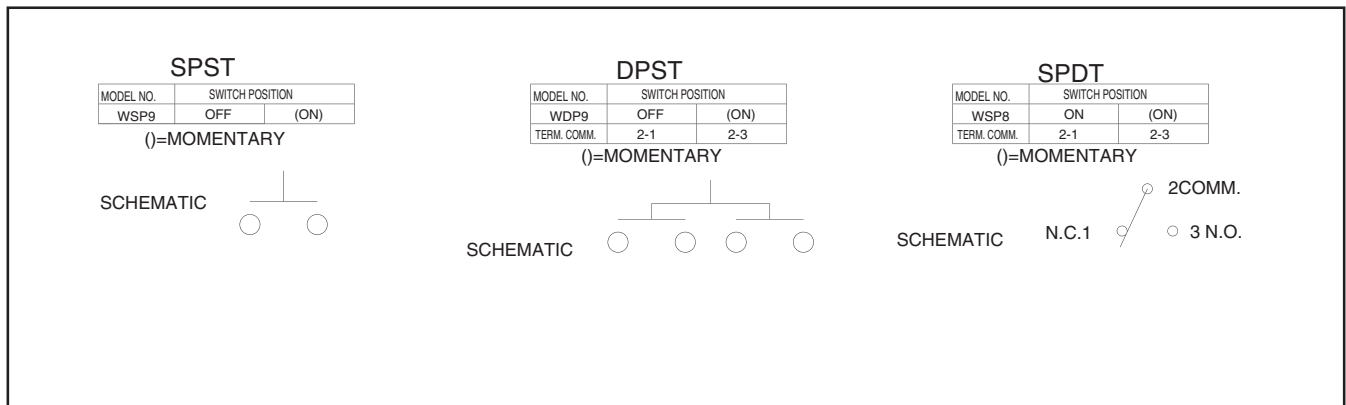 SPST
MODEL NO. SWITCH POSITION
WSP9 OFF (ON)
()=MOMENTARY
SCHEMATIC
DPST
MODEL NO. SWITCH POSITION
WDP9 OFF (ON)
TERM. COMM. 2-1 2-3
()=MOMENTARY
SCHEMATIC
SPDT
MODEL NO. SWITCH POSITION
WSP8 ON (ON)
TERM. COMM. 2-1 2-3
()=MOMENTARY
2COMM.
SCHEMATIC N.C.1 3 N.O.